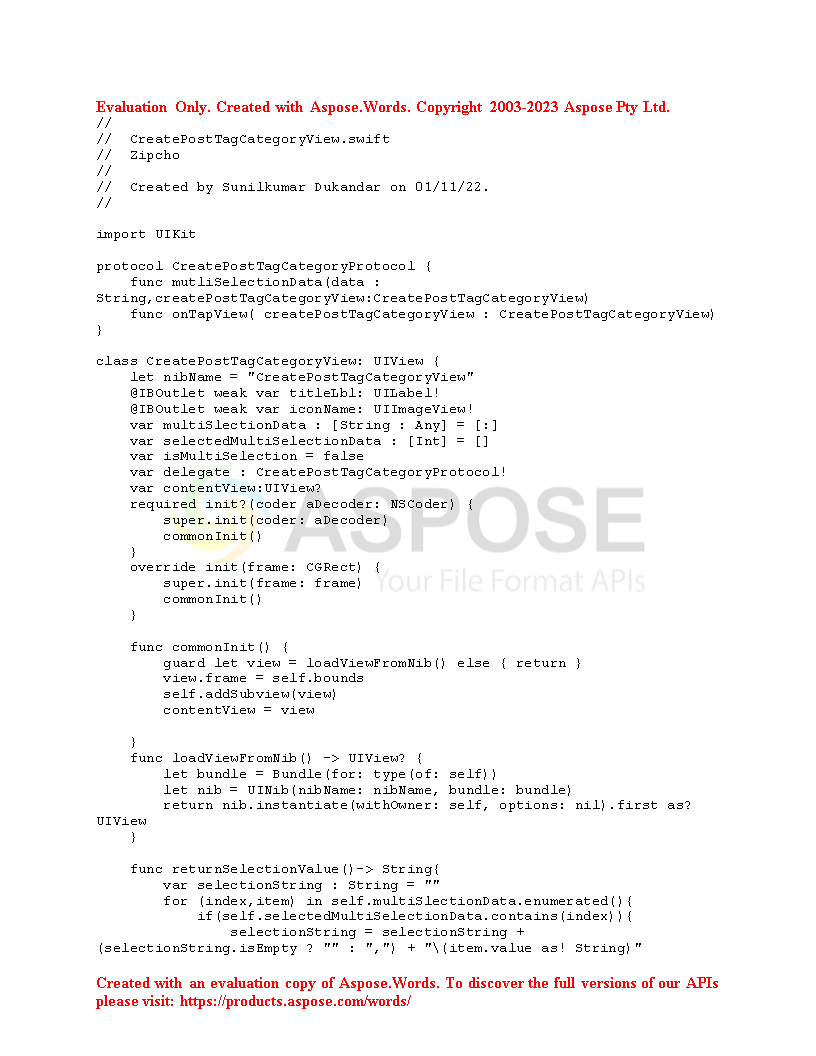 Evaluation Only. Created with Aspose.Words. Copyright 2003-2023 Aspose Pty Ltd.
//
//  CreatePostTagCategoryView.swift
//  Zipcho
//
//  Created by Sunilkumar Dukandar on 01/11/22.
//

import UIKit

protocol CreatePostTagCategoryProtocol {
    func mutliSelectionData(data :
String,createPostTagCategoryView:CreatePostTagCategoryView)
    func onTapView( createPostTagCategoryView : CreatePostTagCategoryView)
}

class CreatePostTagCategoryView: UIView {
    let nibName = "CreatePostTagCategoryView"
    @IBOutlet weak var titleLbl: UILabel!
    @IBOutlet weak var iconName: UIImageView!
    var multiSlectionData : [String : Any] = [:]
    var selectedMultiSelectionData : [Int] = []
    var isMultiSelection = false
    var delegate : CreatePostTagCategoryProtocol!
    var contentView:UIView?
    required init?(coder aDecoder: NSCoder) {
        super.init(coder: aDecoder)
        commonInit()
    }
    override init(frame: CGRect) {
        super.init(frame: frame)
        commonInit()
    }
ASPOSE
Your File Format APIs

    func commonInit() {
        guard let view = loadViewFromNib() else { return }
        view.frame = self.bounds
        self.addSubview(view)
        contentView = view

    }
    func loadViewFromNib() -> UIView? {
        let bundle = Bundle(for: type(of: self))
        let nib = UINib(nibName: nibName, bundle: bundle)
        return nib.instantiate(withOwner: self, options: nil).first as?
UIView
    }

    func returnSelectionValue()-> String{
        var selectionString : String = ""
        for (index,item) in self.multiSlectionData.enumerated(){
            if(self.selectedMultiSelectionData.contains(index)){
                selectionString = selectionString +
(selectionString.isEmpty ? "" : ",") + "\(item.value as! String)"

Created with an evaluation copy of Aspose.Words. To discover the full versions of our APIs
please visit: https://products.aspose.com/words/